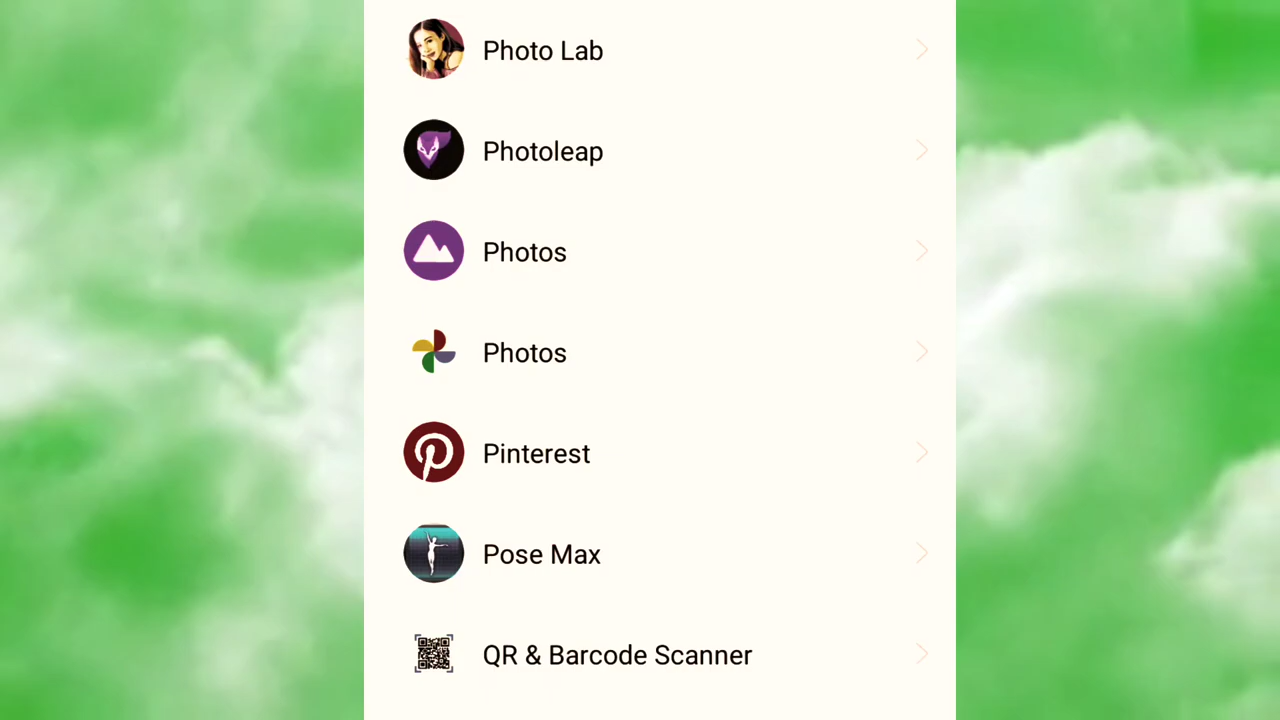 Photo Lab
Photoleap
Photos
Photos
Pinterest
Pose Max
QR & Barcode Scanner